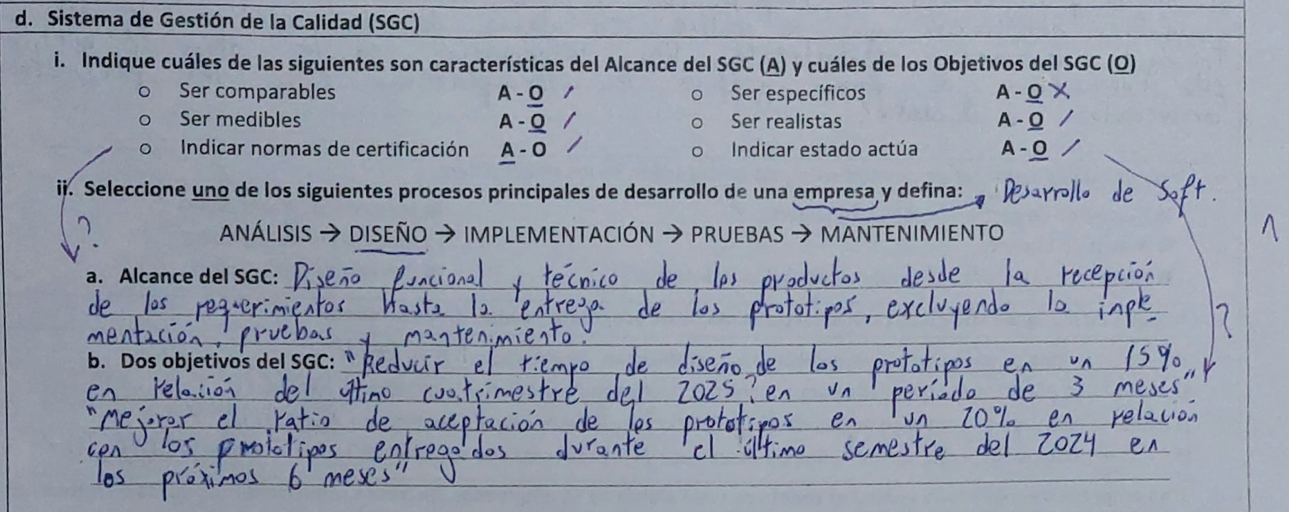 d. Sistema de Gestión de la Calidad (SGC)
i. Indique cuáles de las siguientes son características del Alcance del SGC (A) y cuáles de los Objetivos del SGC (O)
○ Ser comparables A - O / ○ Ser específicos A - O X
○ Ser medibles A - O / ○ Ser realistas A - O /
○ Indicar normas de certificación A - O / ○ Indicar estado actúa A - O /
ii. Seleccione uno de los siguientes procesos principales de desarrollo de una empresa y defina: Desarrollo de Soft.
?
ANÁLISIS → DISEÑO → IMPLEMENTACIÓN → PRUEBAS → MANTENIMIENTO
a. Alcance del SGC: Diseño funcional y técnico de los productos desde la recepción
de los requerimientos hasta la entrega de los prototipos, excluyendo la inple
mentación, pruebas y mantenimiento.
?
b. Dos objetivos del SGC: "Reducir el tiempo de diseño de los prototipos en un 15%
en relación del último cuatrimestre del 2025, en un período de 3 meses"
"Mejorar el ratio de aceptación de los prototipos en un 20% en relación
con los prototipos entregados durante el último semestre del 2024 en
los próximos 6 meses"